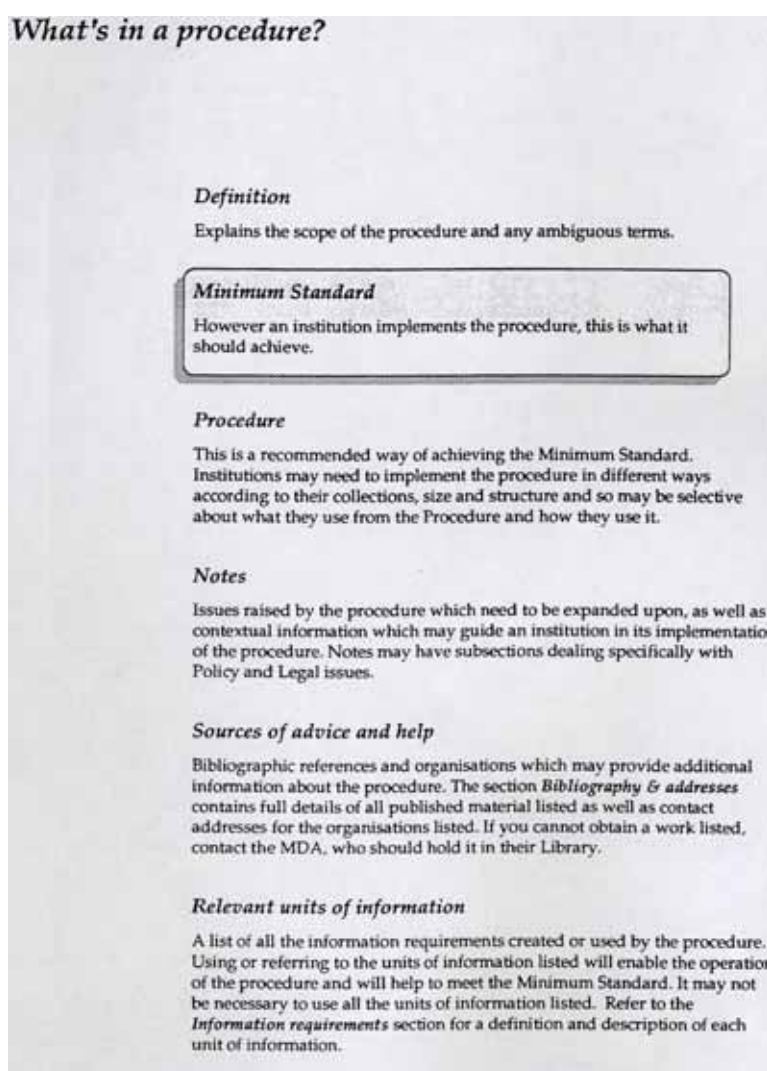 What's in a procedure?
Definition
Explains the scope of the procedure and any ambiguous terms.
Minimum Standard
However an institution implements the procedure, this is what it
should achieve.
Procedure
This is a recommended way of achieving the Minimum Standard.
Institutions may need to implement the procedure in different ways
according to their collections, size and structure and so may be selective
about what they use from the Procedure and how they use it.
Notes
Issues raised by the procedure which need to be expanded upon, as well as
contextual information which may guide an institution in its implementatio
of the procedure. Notes may have subsections dealing specifically with
Policy and Legal issues.
Sources of advice and help
Bibliographic references and organisations which may provide additional
information about the procedure. The section Bibliography & addresses
contains full details of all published material listed as well as contact
addresses for the organisations listed. If you cannot obtain a work listed,
contact the MDA, who should hold it in their Library.
Relevant units of information
A list of all the information requirements created or used by the procedure.
Using or referring to the units of information listed will enable the operation
of the procedure and will help to meet the Minimum Standard. It may not
be necessary to use all the units of information listed. Refer to the
Information requirements section for a definition and description of each
unit of information.